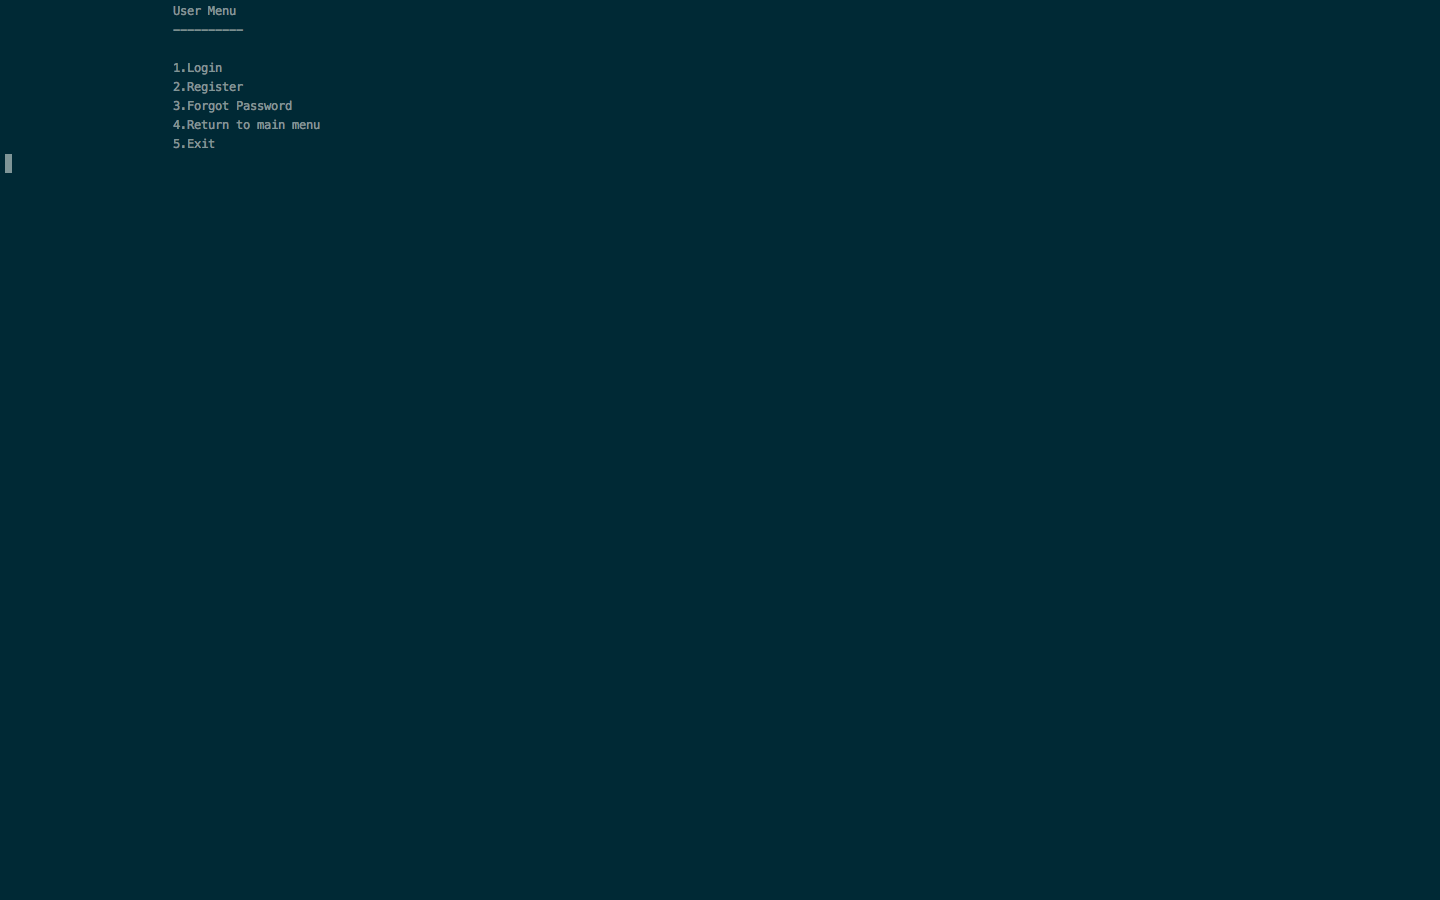 User Menu
----------
1.Login
2.Register
3.Forgot Password
4.Return to main menu
5.Exit